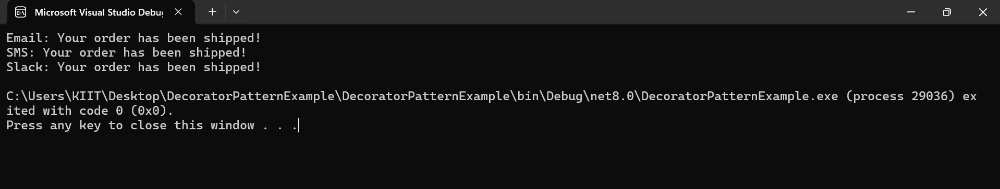 Microsoft Visual Studio Debu
Email: Your order has been shipped!
SMS: Your order has been shipped!
Slack: Your order has been shipped!
C:\Users\KIIT\Desktop\DecoratorPatternExample\DecoratorPatternExample\bin\Debug\net8.0\DecoratorPatternExample.exe (process 29036) ex
ited with code 0 (0x0).
Press any key to close this window . . .